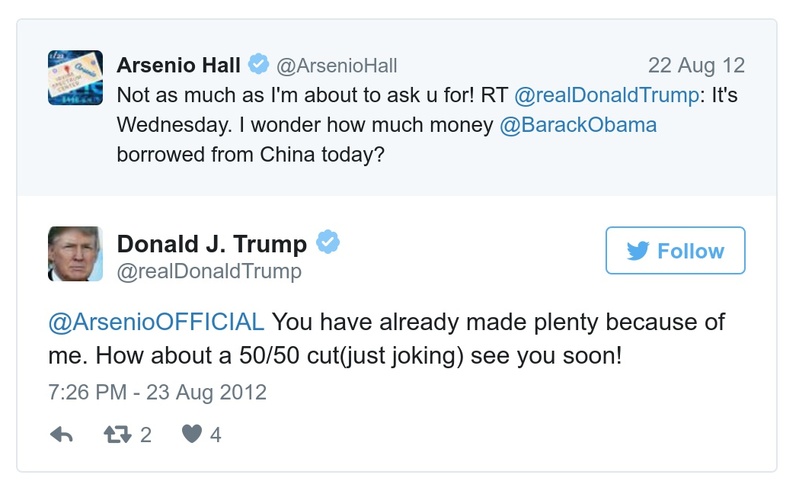 Arsenio Hall @ArsenioHall 22 Aug 12
Not as much as I'm about to ask u for! RT @realDonaldTrump: It's
Wednesday. I wonder how much money @BarackObama
borrowed from China today?
Donald J. Trump
@realDonaldTrump
Follow
@ArsenioOFFICIAL You have already made plenty because of
me. How about a 50/50 cut(just joking) see you soon!
7:26 PM - 23 Aug 2012
2 4